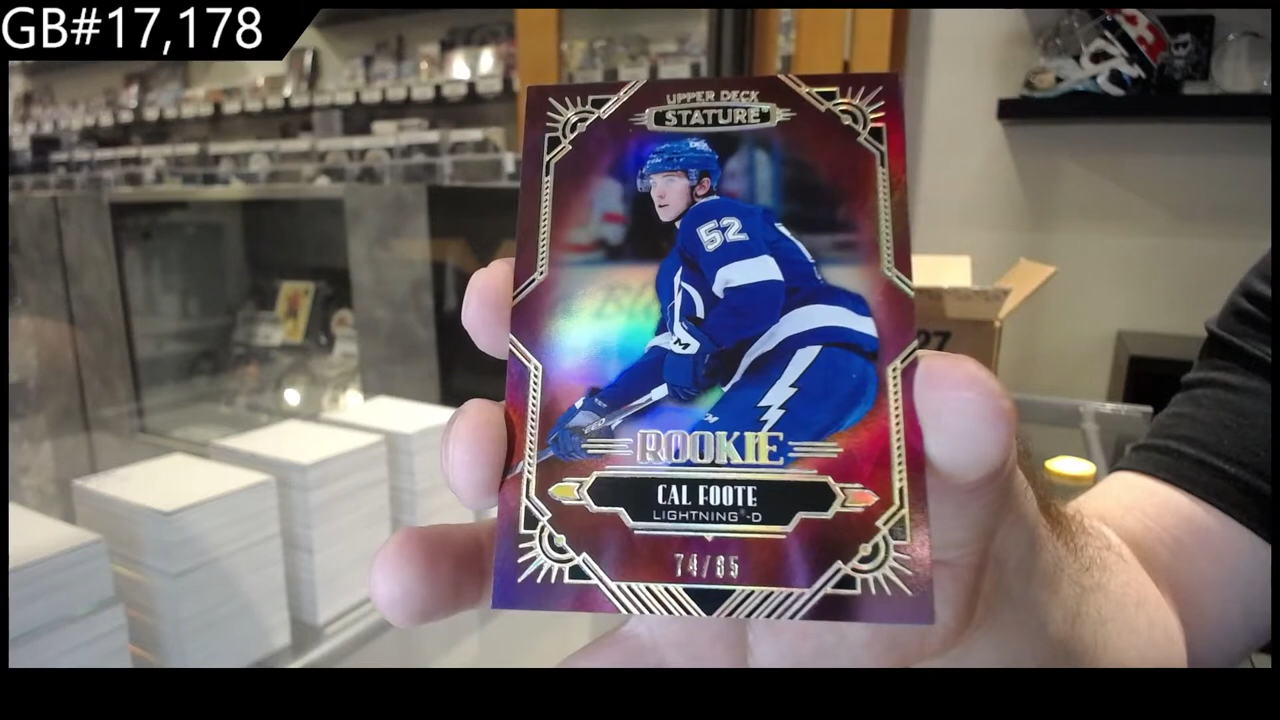 GB#17,178
UPPER DECK
STATURE
52
27
ROOKIE
CAL FOOTE
LIGHTNING®-D
74/85